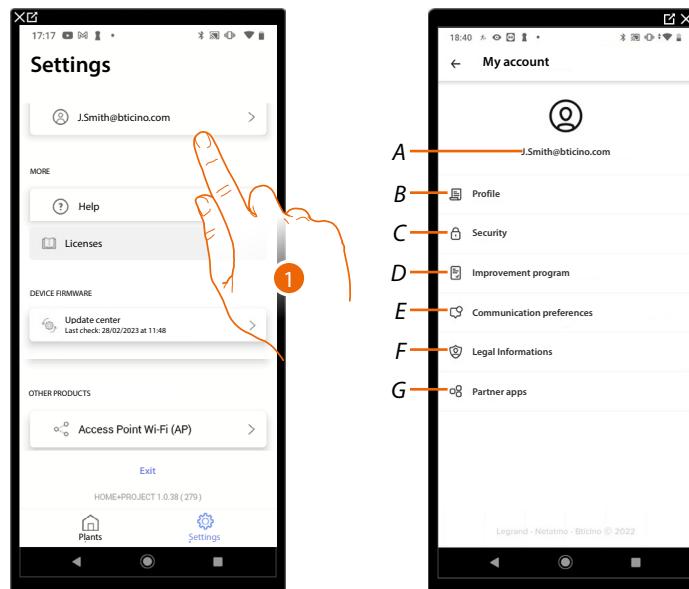 17:17
Settings
J.Smith@bticino.com
MORE
Help
Licenses
1
DEVICE FIRMWARE
Update center
Last check: 28/02/2023 at 11:48
OTHER PRODUCTS
Access Point Wi-Fi (AP)
Exit
HOME+PROJECT 1.0.38 ( 279 )
Plants
Settings
18:40
My account
A
J.Smith@bticino.com
B
Profile
C
Security
D
Improvement program
E
Communication preferences
F
Legal Informations
G
Partner apps
Legrand - Netatmo - Bticino © 2022